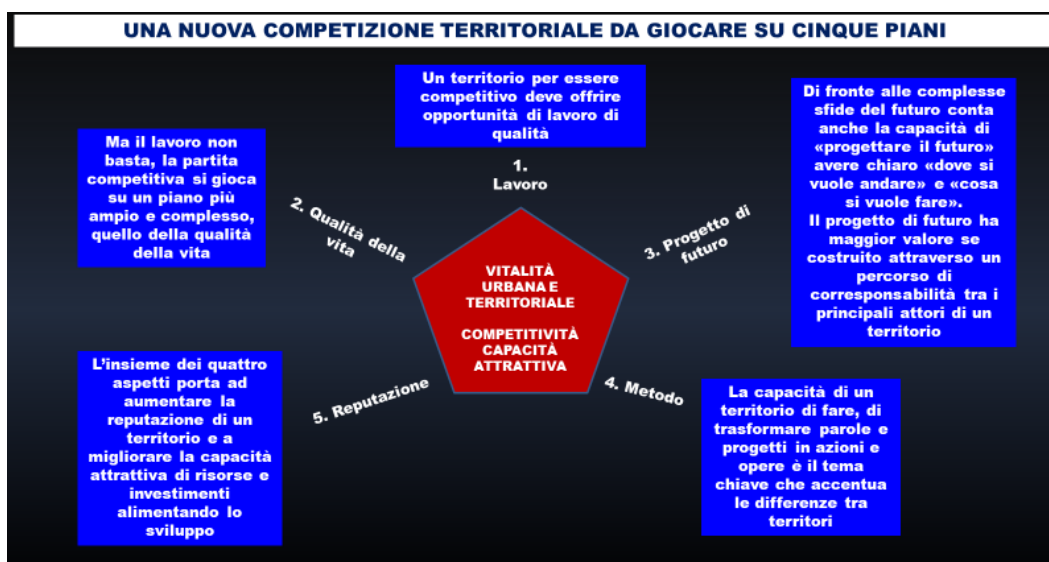 UNA NUOVA COMPETIZIONE TERRITORIALE DA GIOCARE SU CINQUE PIANI
Un territorio per essere
competitivo deve offrire
opportunità di lavoro di
qualità
1.
Lavoro
Ma il lavoro non
basta, la partita
competitiva si gioca
su un piano più
ampio e complesso,
quello della qualità
della vita
2. Qualità della
vita
Di fronte alle complesse
sfide del futuro conta
anche la capacità di
«progettare il futuro»
avere chiaro «dove si
vuole andare» e «cosa
si vuole fare».
Il progetto di futuro ha
maggior valore se
costruito attraverso un
percorso di
corresponsabilità tra i
principali attori di un
territorio
3. Progetto di
futuro
VITALITÀ
URBANA E
TERRITORIALE
COMPETITIVITÀ
CAPACITÀ
ATTRATTIVA
4. Metodo
La capacità di un
territorio di fare, di
trasformare parole e
progetti in azioni e
opere è il tema
chiave che accentua
le differenze tra
territori
5. Reputazione
L’insieme dei quattro
aspetti porta ad
aumentare la
reputazione di un
territorio e a
migliorare la capacità
attrattiva di risorse e
investimenti
alimentando lo
sviluppo